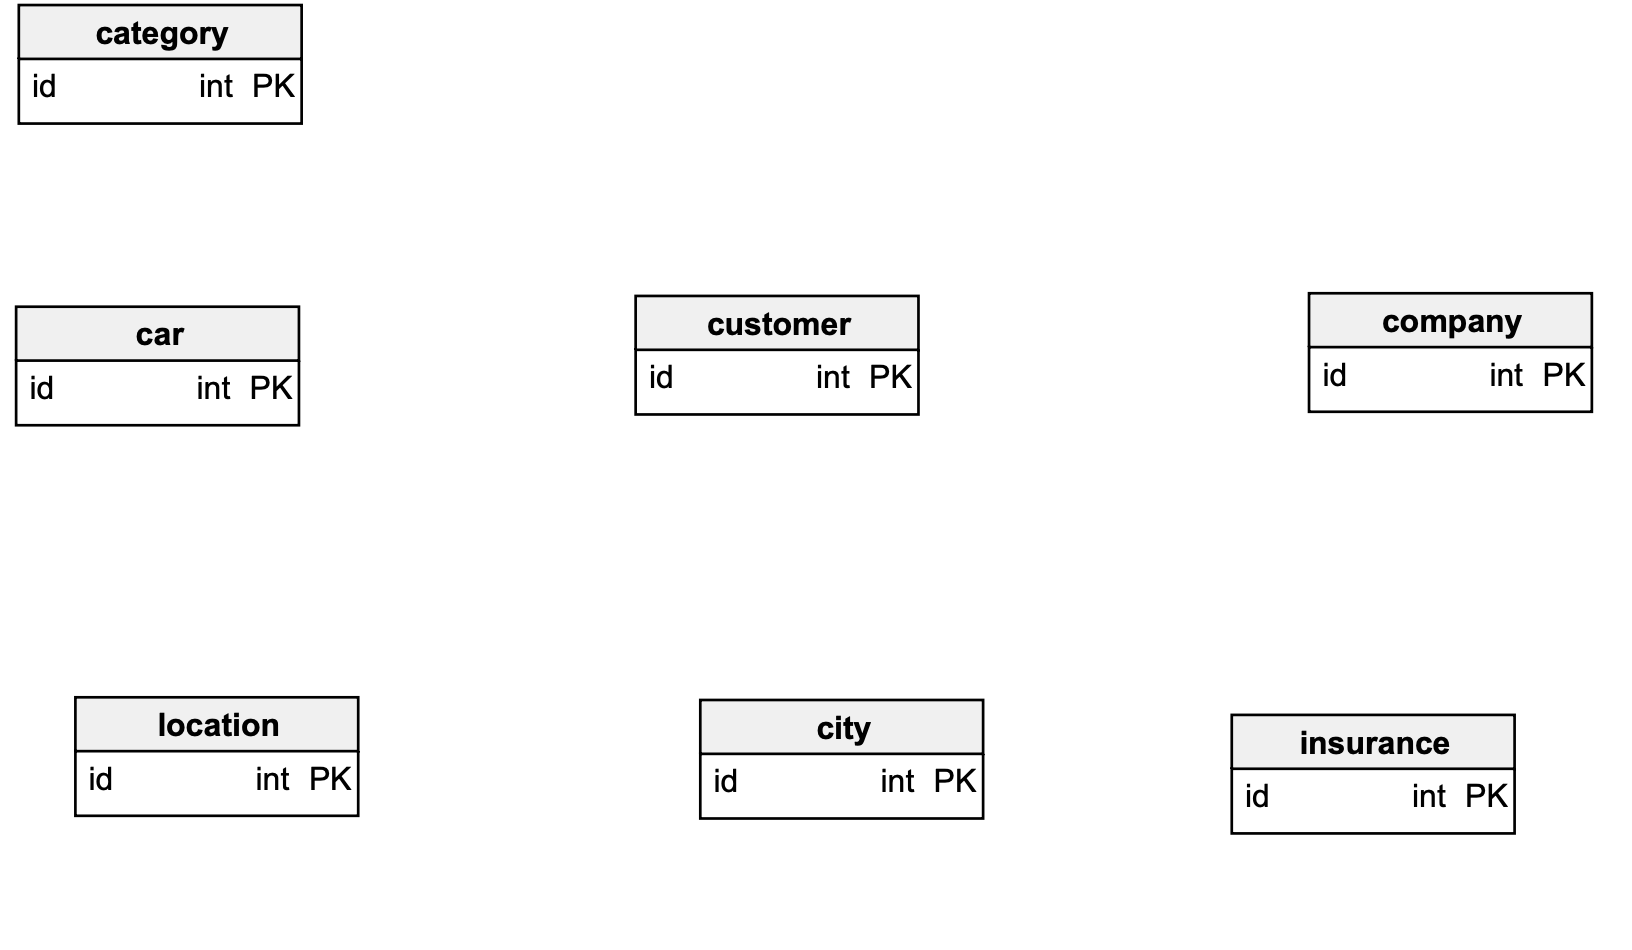 category
id int PK
car
id int PK
customer
id int PK
company
id int PK
location
id int PK
city
id int PK
insurance
id int PK